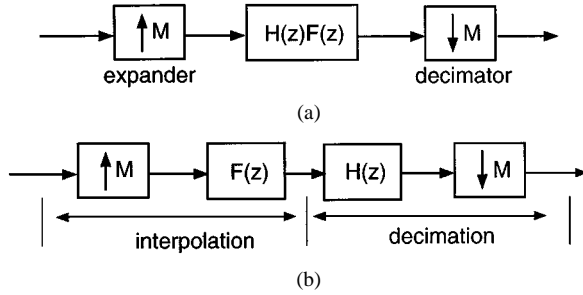 ↑M H(z)F(z) ↓M
expander decimator
(a)
↑M F(z) H(z) ↓M
interpolation decimation
(b)